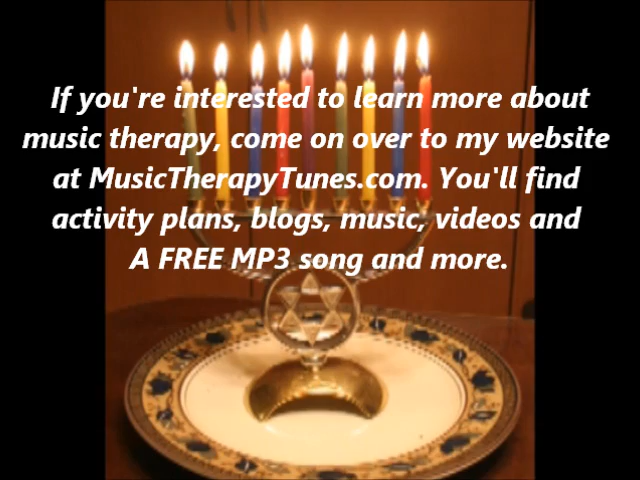 If you're interested to learn more about
music therapy, come on over to my website
at MusicTherapyTunes.com. You'll find
activity plans, blogs, music, videos and
A FREE MP3 song and more.